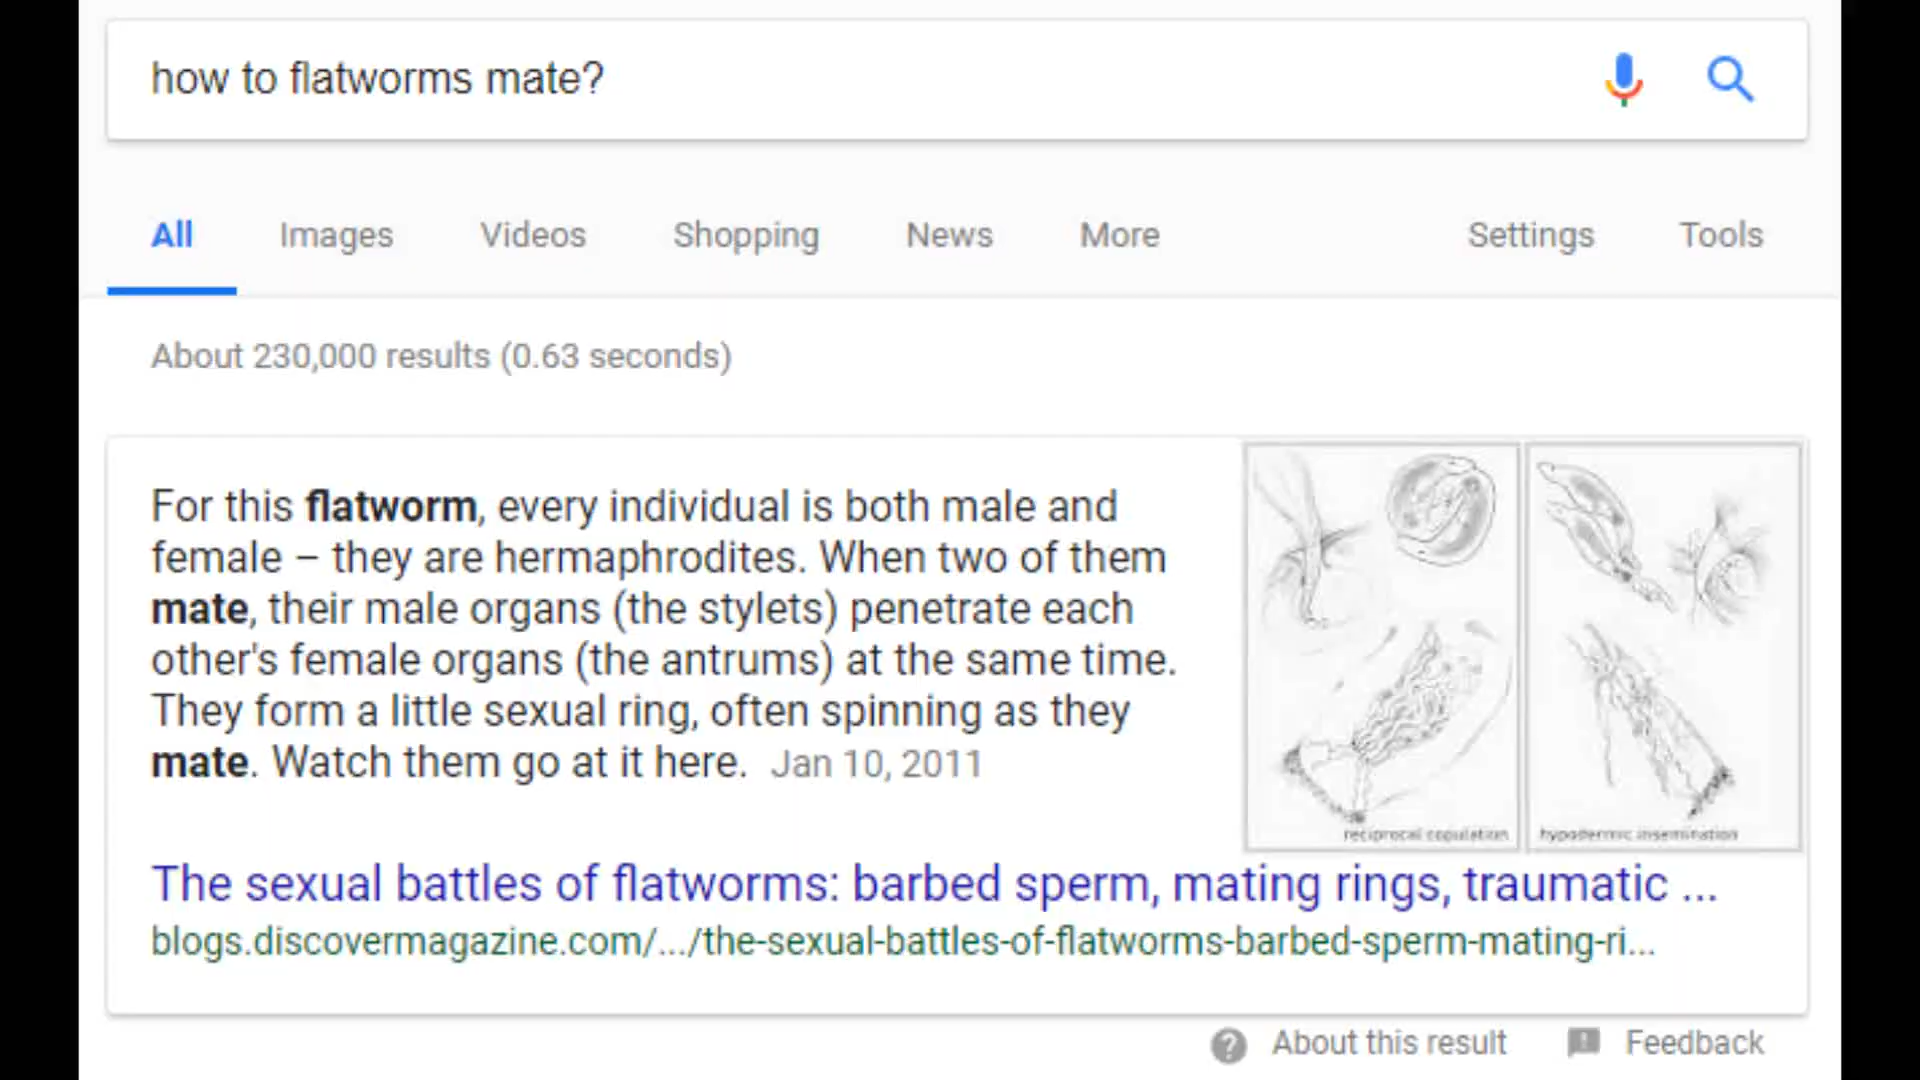 how to flatworms mate?
All Images Videos Shopping News More Settings Tools
About 230,000 results (0.63 seconds)
For this flatworm, every individual is both male and
female – they are hermaphrodites. When two of them
mate, their male organs (the stylets) penetrate each
other's female organs (the antrums) at the same time.
They form a little sexual ring, often spinning as they
mate. Watch them go at it here. Jan 10, 2011
reciprocal copulation
hypodermic insemination
The sexual battles of flatworms: barbed sperm, mating rings, traumatic ...
blogs.discovermagazine.com/.../the-sexual-battles-of-flatworms-barbed-sperm-mating-ri...
About this result Feedback